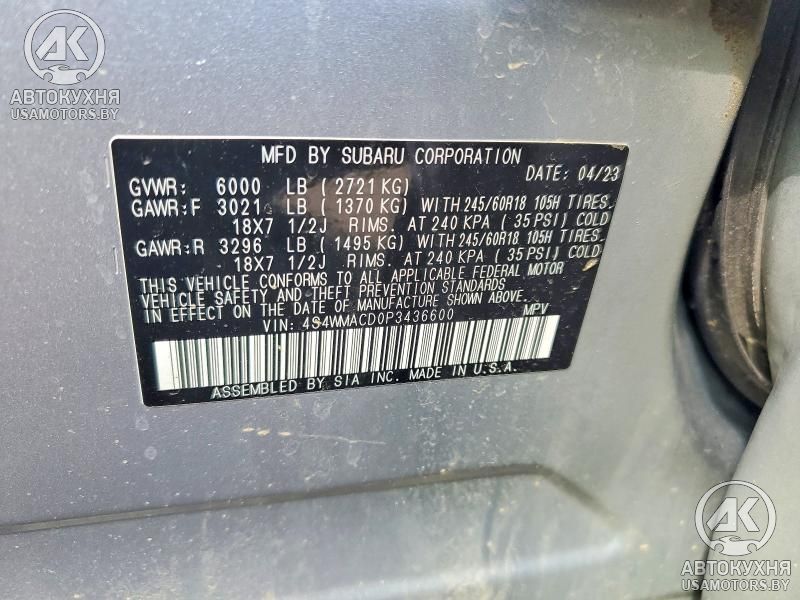 AK
АВТОКУХНЯ
USAMOTORS.BY
MFD BY SUBARU CORPORATION
DATE: 04/23
GVWR: 6000 LB ( 2721 KG)
GAWR:F 3021 LB ( 1370 KG) WITH 245/60R18 105H TIRES.
18X7 1/2J RIMS. AT 240 KPA ( 35 PSI) COLD
GAWR:R 3296 LB ( 1495 KG) WITH 245/60R18 105H TIRES.
18X7 1/2J RIMS. AT 240 KPA ( 35 PSI) COLD
THIS VEHICLE CONFORMS TO ALL APPLICABLE FEDERAL MOTOR
VEHICLE SAFETY AND THEFT PREVENTION STANDARDS
IN EFFECT ON THE DATE OF MANUFACTURE SHOWN ABOVE.
VIN: 4S4WMACD0P3436600 MPV
ASSEMBLED BY SIA INC. MADE IN U.S.A.
AK
АВТОКУХНЯ
USAMOTORS.BY